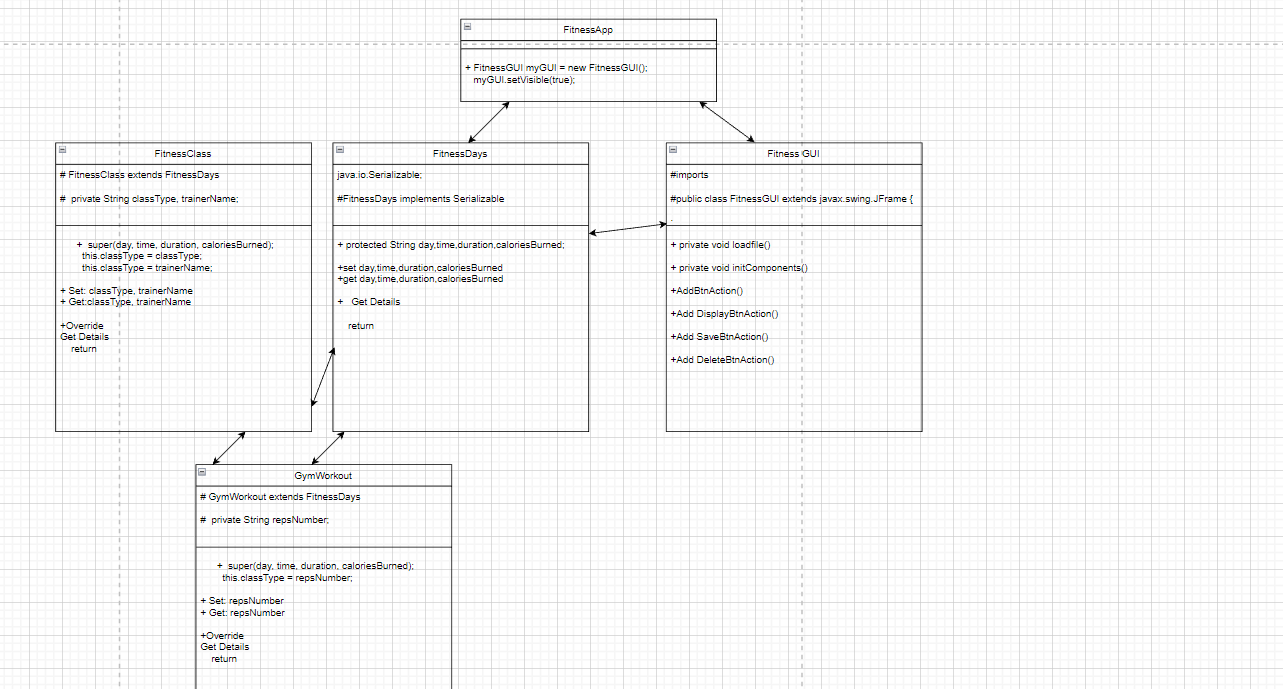 FitnessApp
+ FitnessGUI myGUI = new FitnessGUI();
myGUI.setVisible(true);
FitnessClass
# FitnessClass extends FitnessDays
# private String classType, trainerName;
+ super(day, time, duration, caloriesBurned);
this.classType = classType;
this.classType = trainerName;
+ Set: classType, trainerName
+ Get:classType, trainerName
+Override
Get Details
return
FitnessDays
java.io.Serializable;
#FitnessDays implements Serializable
+ protected String day,time,duration,caloriesBurned;
+set day,time,duration,caloriesBurned
+get day,time,duration,caloriesBurned
+ Get Details
return
Fitness GUI
#imports
#public class FitnessGUI extends javax.swing.JFrame {
.
+ private void loadfile()
+ private void initComponents()
+AddBtnAction()
+Add DisplayBtnAction()
+Add SaveBtnAction()
+Add DeleteBtnAction()
GymWorkout
# GymWorkout extends FitnessDays
# private String repsNumber;
+ super(day, time, duration, caloriesBurned);
this.classType = repsNumber;
+ Set: repsNumber
+ Get: repsNumber
+Override
Get Details
return